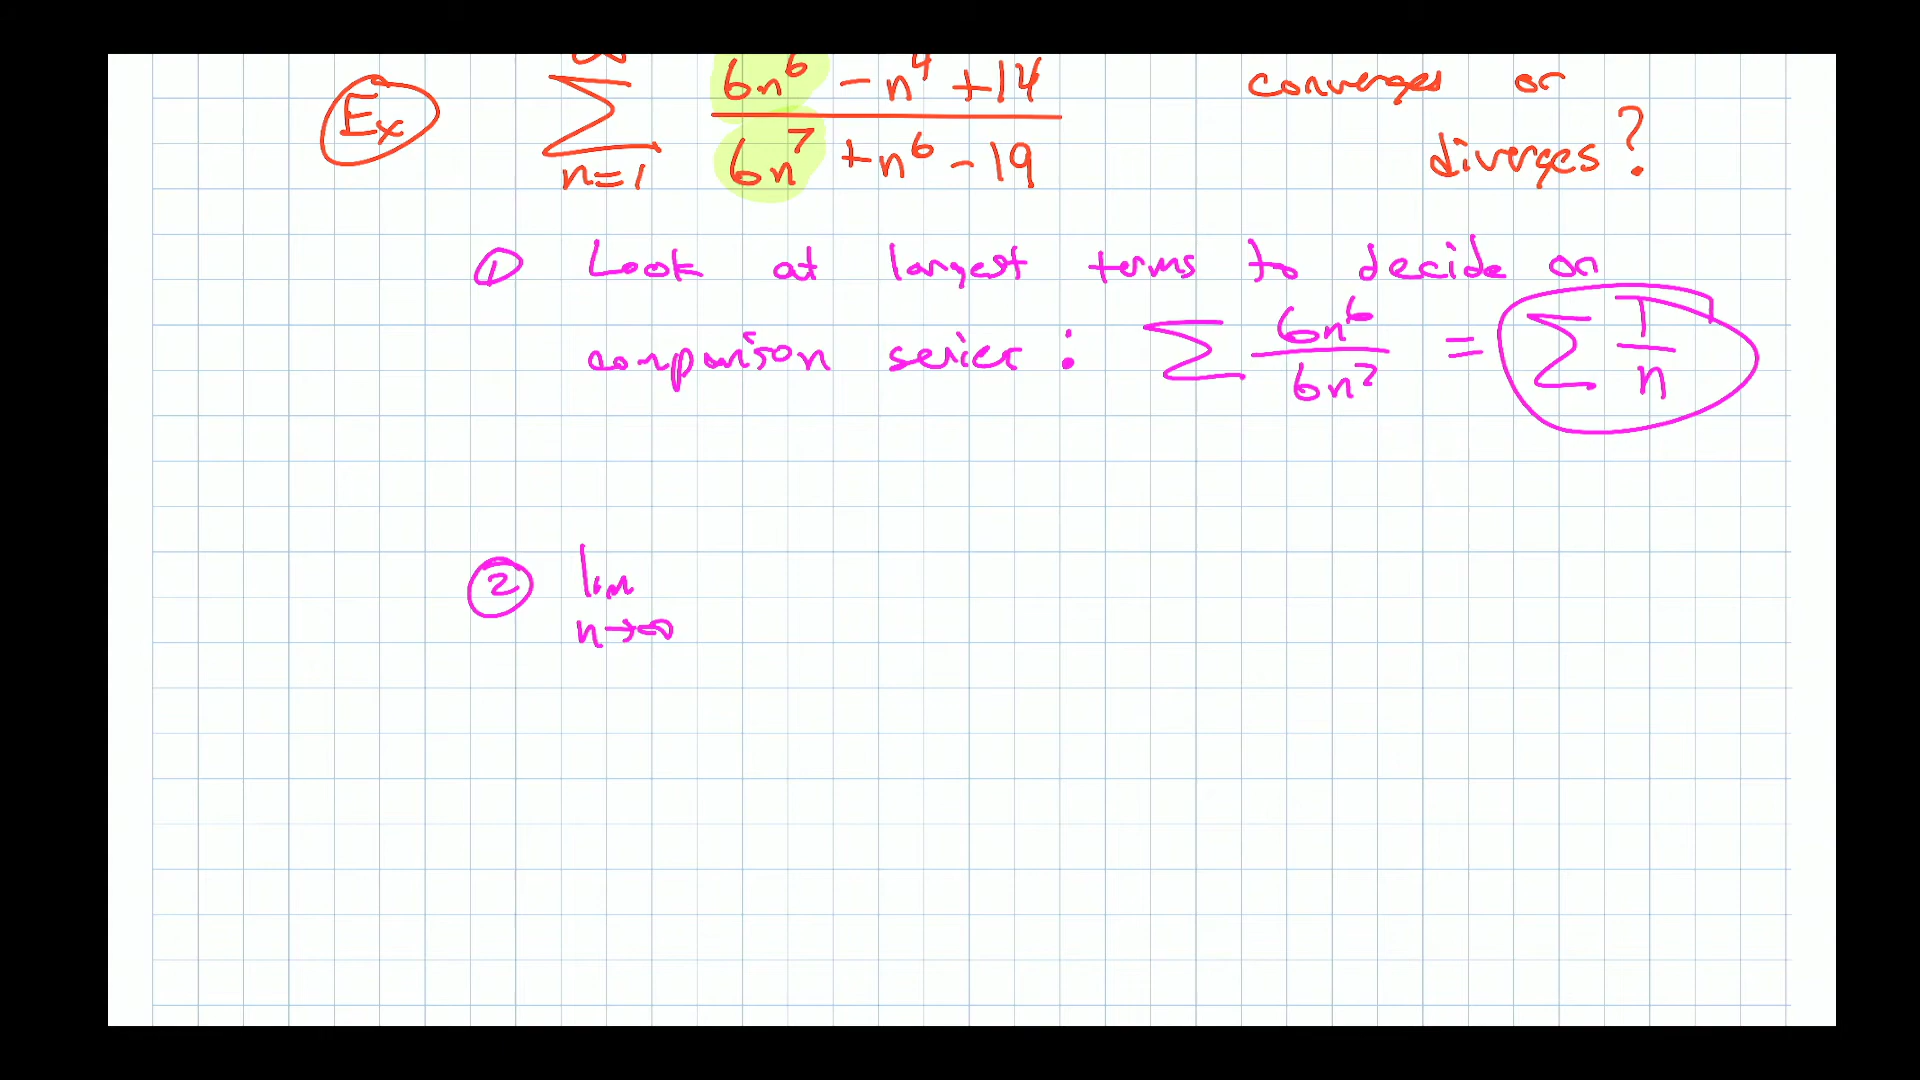 Ex ∞ Σ n=1 6n⁶ - n⁴ + 14 / 6n⁷ + n⁶ - 19 converges or
diverges?
① Look at largest terms to decide on
comparison series : Σ 6n⁶ / 6n⁷ = Σ 1/n
② lim
n→∞